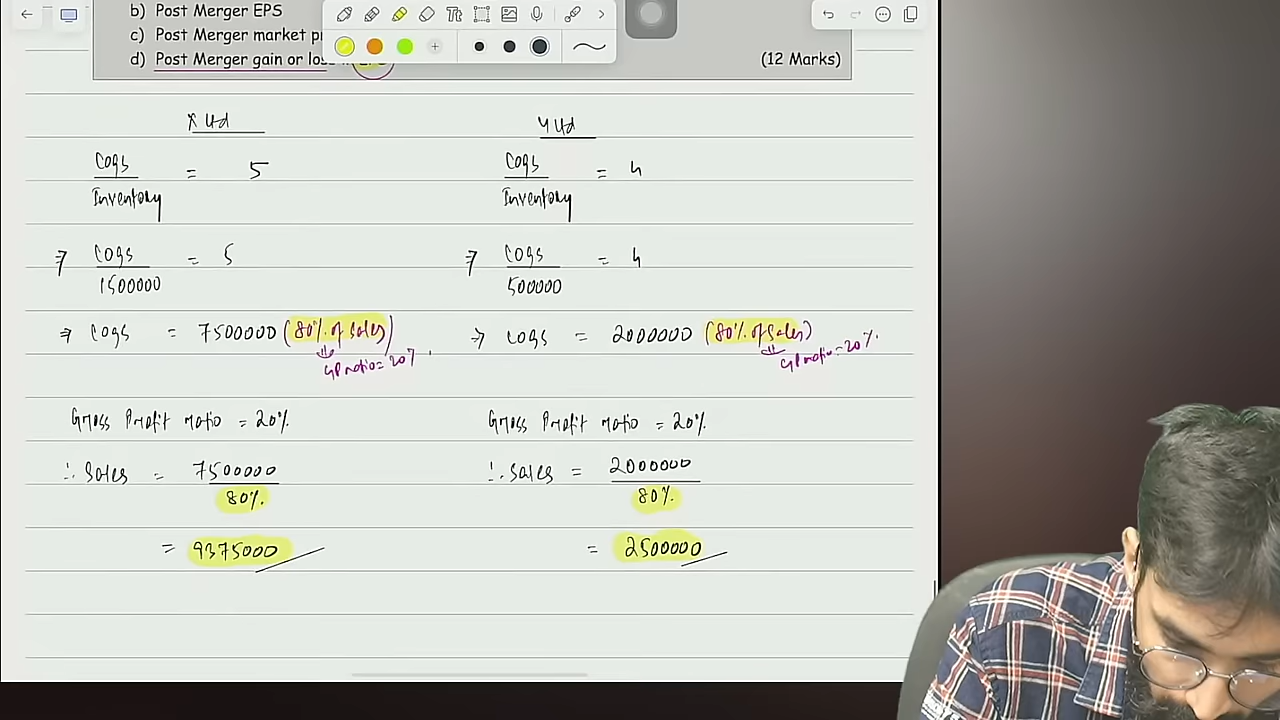 b) Post Merger EPS
c) Post Merger market
d) Post Merger gain or
(12 Marks)
X Ltd
Y Ltd
Cogs / Inventory = 5
Cogs / Inventory = 4
⇒ Cogs / 1500000 = 5
⇒ Cogs / 500000 = 4
⇒ Cogs = 7500000 (80% of sales)
GP ratio = 20%
⇒ Cogs = 2000000 (80% of sales)
GP ratio = 20%
Gross Profit ratio = 20%
Gross Profit ratio = 20%
∴ Sales = 7500000 / 80%
∴ Sales = 2000000 / 80%
= 9375000
= 2500000